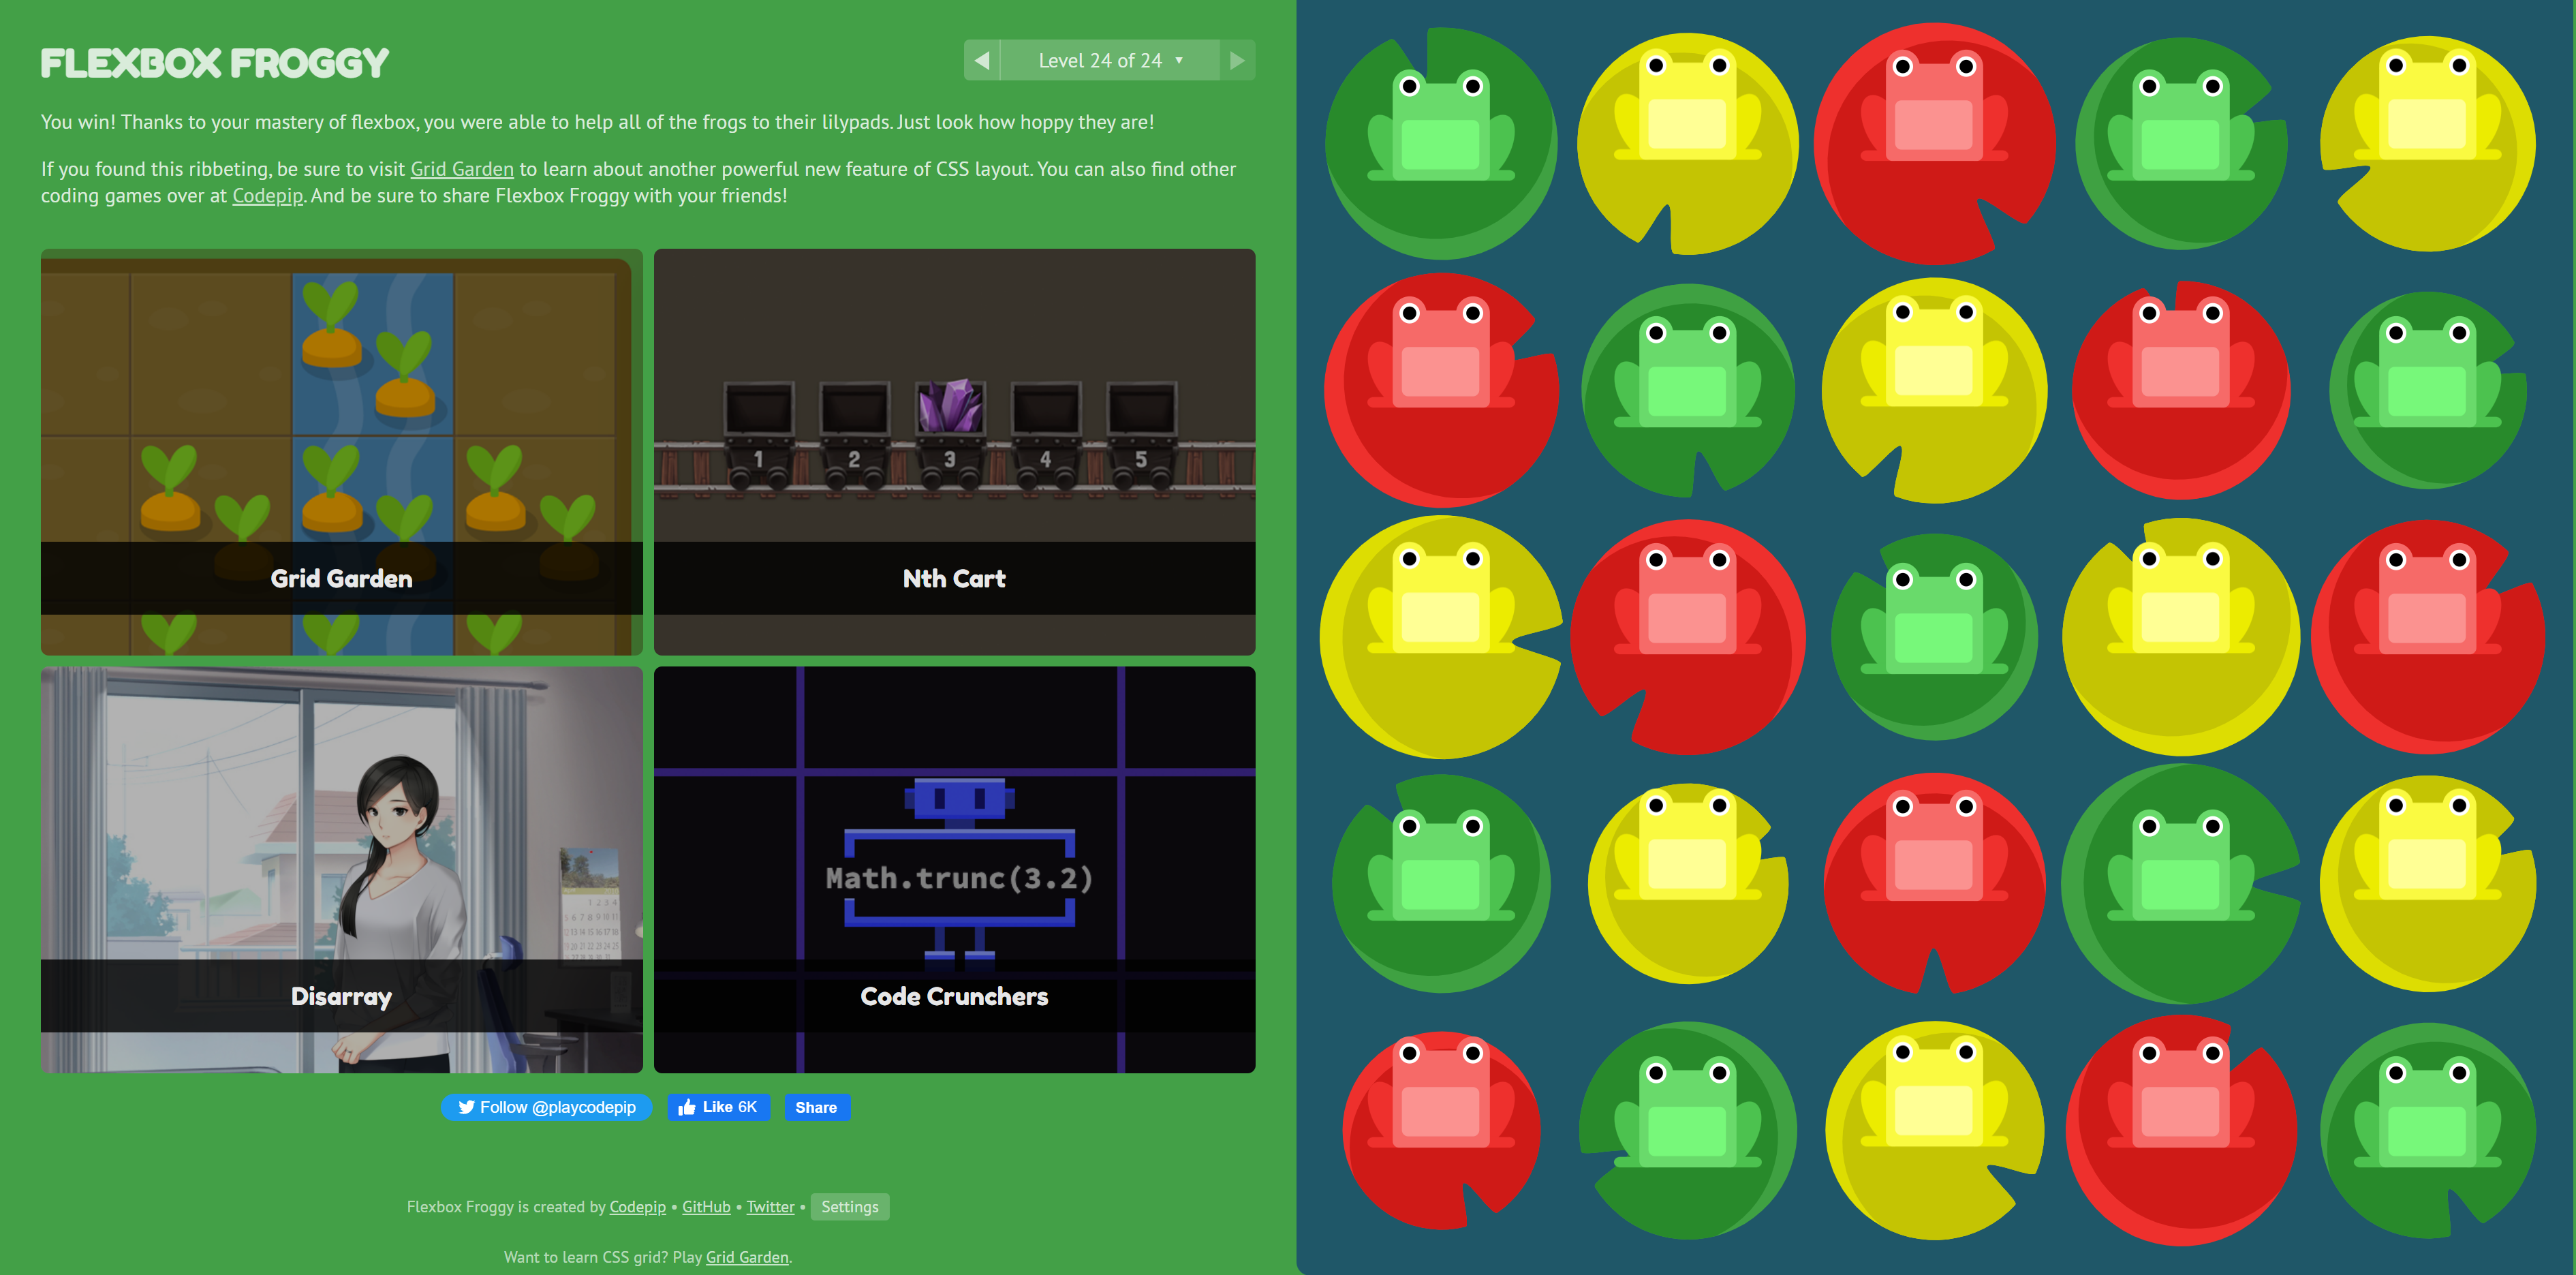 FLEXBOX FROGGY
Level 24 of 24
You win! Thanks to your mastery of flexbox, you were able to help all of the frogs to their lilypads. Just look how hoppy they are!
If you found this ribbeting, be sure to visit Grid Garden to learn about another powerful new feature of CSS layout. You can also find other
coding games over at Codepip. And be sure to share Flexbox Froggy with your friends!
1 2 3 4 5
Grid Garden
Nth Cart
Math.trunc(3.2)
Disarray
Code Crunchers
Follow @playcodepip
Like 6K
Share
Flexbox Froggy is created by Codepip • GitHub • Twitter • Settings
Want to learn CSS grid? Play Grid Garden.